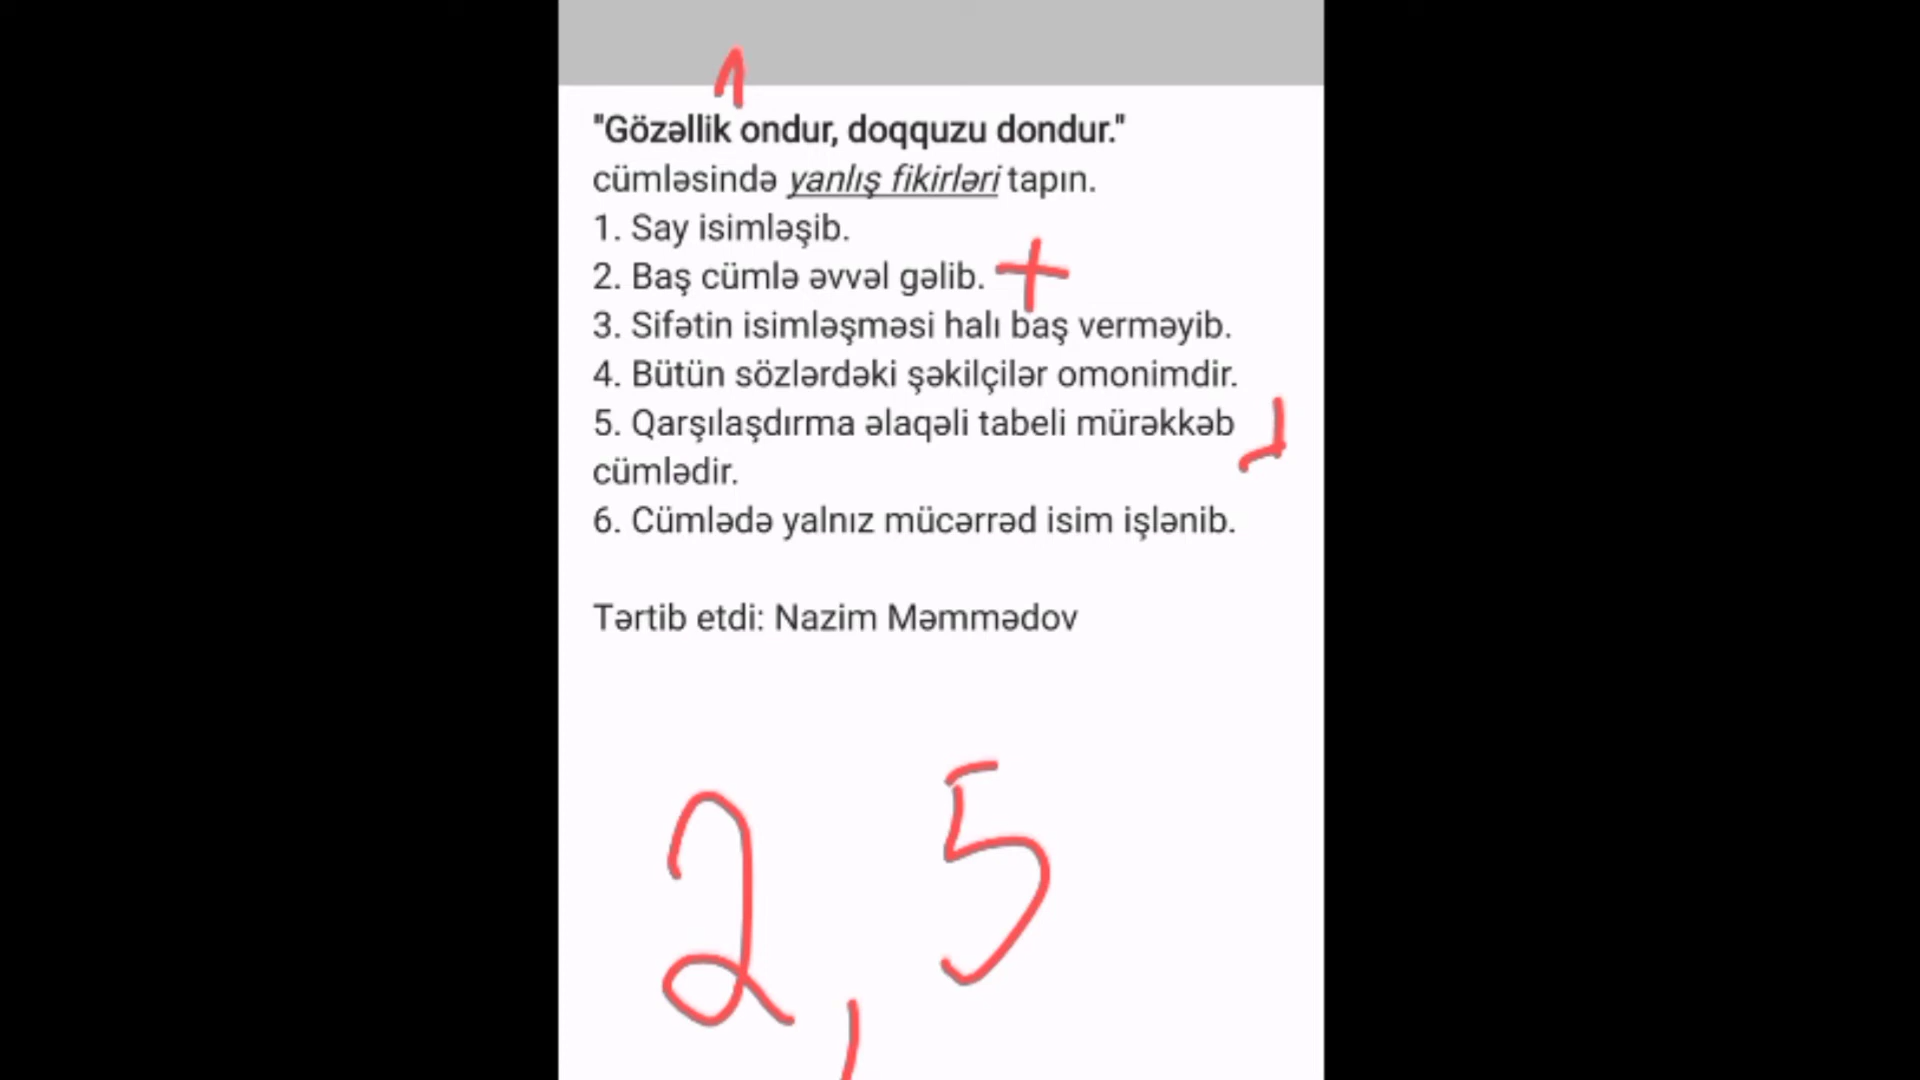 1
"Gözəllik ondur, doqquzu dondur."
cümləsində yanlış fikirləri tapın.
1. Say isimləşib.
2. Baş cümlə əvvəl gəlib. +
3. Sifətin isimləşməsi halı baş verməyib.
4. Bütün sözlərdəki şəkilçilər omonimdir.
5. Qarşılaşdırma əlaqəli tabeli mürəkkəb
cümlədir.
6. Cümlədə yalnız mücərrəd isim işlənib.
Tərtib etdi: Nazim Məmmədov
2, 5